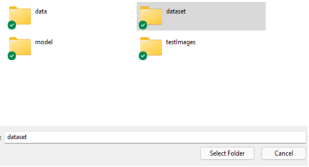 data
dataset
model
testImages
: dataset
Select Folder
Cancel